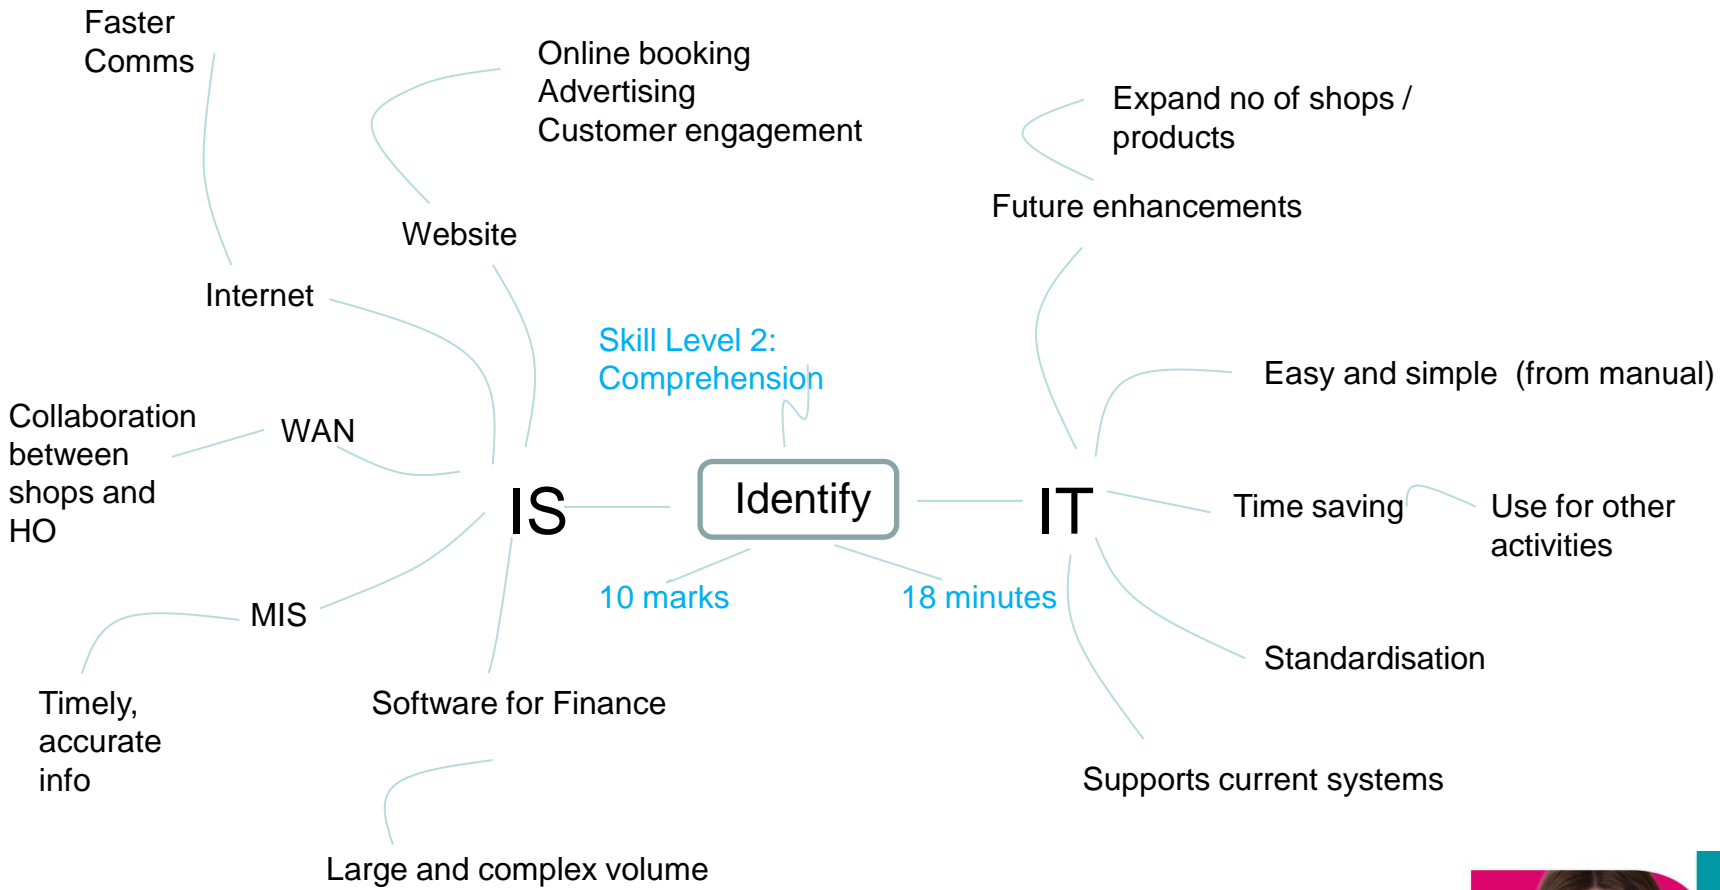 Faster
Comms
Online booking
Advertising
Customer engagement
Expand no of shops /
products
Future enhancements
Website
Internet
Skill Level 2:
Comprehension
Easy and simple (from manual)
Collaboration
between
shops and
HO
WAN
IS
Identify
IT
Time saving
Use for other
activities
10 marks
18 minutes
MIS
Standardisation
Timely,
accurate
info
Software for Finance
Supports current systems
Large and complex volume